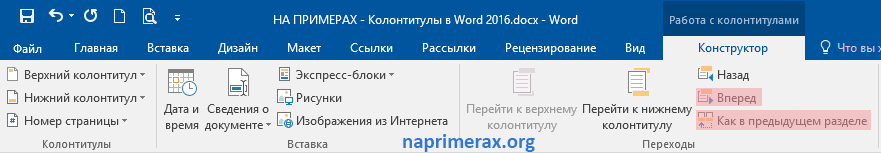 НА ПРИМЕРАХ - Колонтитулы в Word 2016.docx - Word
Работа с колонтитулами
Файл Главная Вставка Дизайн Макет Ссылки Рассылки Рецензирование Вид Конструктор Что вы
Верхний колонтитул
Нижний колонтитул
Номер страницы
Колонтитулы
Дата и
время
Сведения о
документе
Экспресс-блоки
Рисунки
Изображения из Интернета
Вставка
Перейти к верхнему
колонтитулу
Перейти к нижнему
колонтитулу
Назад
Вперед
Как в предыдущем разделе
Переходы
naprimerax.org